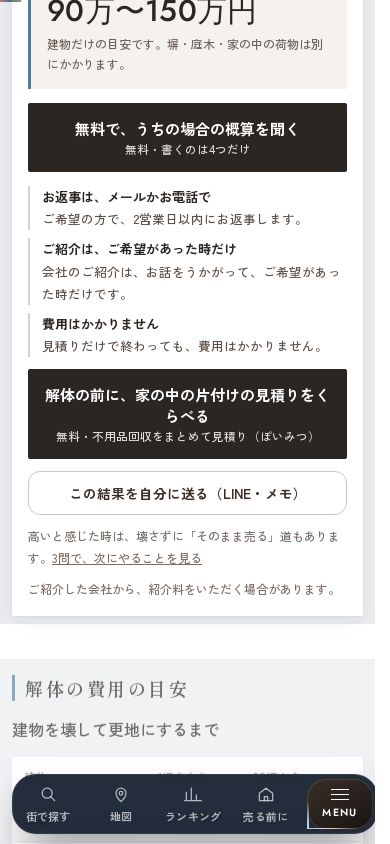 90万〜150万円
建物だけの目安です。塀・庭木・家の中の荷物は別
にかかります。
無料で、うちの場合の概算を聞く
無料・書くのは4つだけ
お返事は、メールかお電話で
ご希望の方で、2営業日以内にお返事します。
ご紹介は、ご希望があった時だけ
会社のご紹介は、お話をうかがって、ご希望があっ
た時だけです。
費用はかかりません
見積りだけで終わっても、費用はかかりません。
解体の前に、家の中の片付けの見積りをく
らべる
無料・不用品回収をまとめて見積り（ぽいみつ）
この結果を自分に送る（LINE・メモ）
高いと感じた時は、壊さずに「そのまま売る」道もありま
す。3問で、次にやることを見る
ご紹介した会社から、紹介料をいただく場合があります。
解体の費用の目安
建物を壊して更地にするまで
街で探す
地図
ランキング
売る前に
MENU